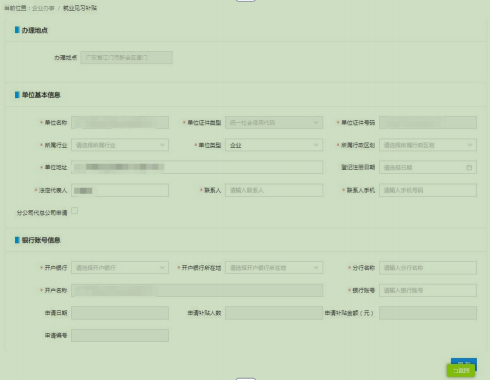 当前位置：企业办事 / 就业见习补贴
办理地点
办理地点
单位基本信息
* 单位名称 * 单位证件类型 统一社会信用代码 * 单位证件号码
* 所属行业 请选择所属行业 * 单位类型 企业 * 所属行政区划 请选择所属行政区划
* 单位地址 登记注册日期 请选择日期
* 法定代表人 * 联系人 请输入联系人 * 联系人手机 请输入手机号码
分公司代总公司申请
银行账号信息
* 开户银行 请选择开户银行 * 开户银行所在地 请选择开户银行所在地 * 分行名称 请输入分行名称
* 开户名称 * 银行账号 请输入银行账号
申请日期 申请补贴人数 申请补贴金额（元）
申请编号